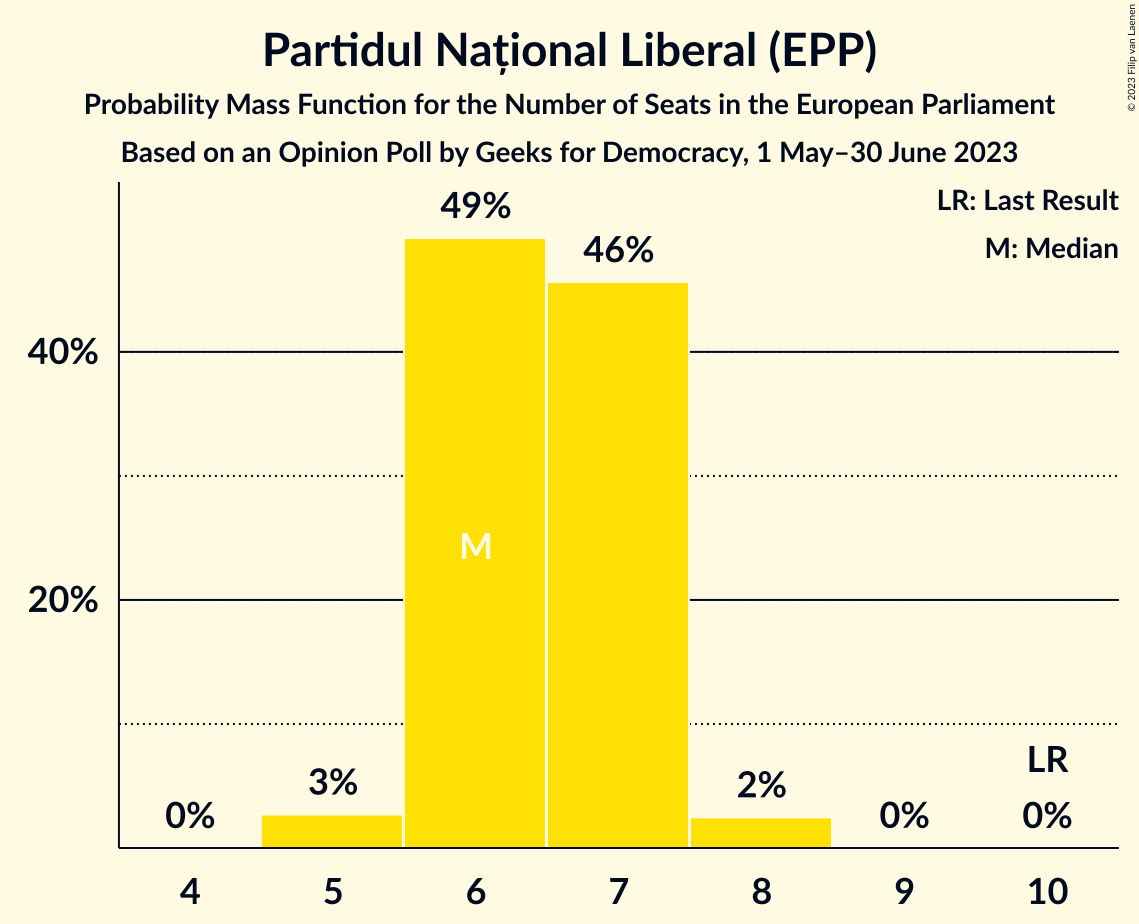 Partidul Național Liberal (EPP)
Probability Mass Function for the Number of Seats in the European Parliament
Based on an Opinion Poll by Geeks for Democracy, 1 May–30 June 2023
© 2023 Filip van Laenen
LR: Last Result
M: Median
49%
46%
40%
M
20%
LR
3%
2%
0%
0%
0%
4
5
6
7
8
9
10